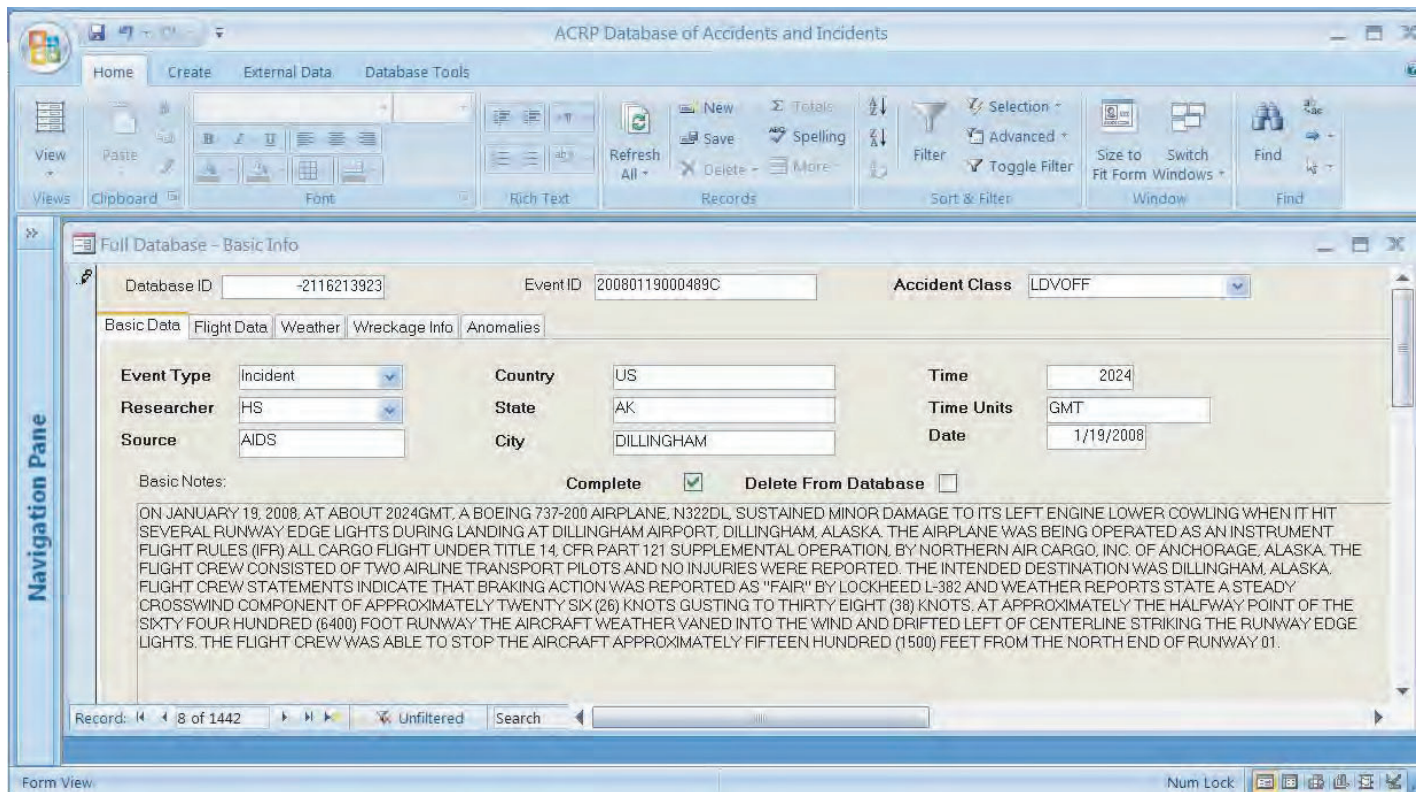 ACRP Database of Accidents and Incidents
Home Create External Data Database Tools
View
Paste
B I U
Refresh All
New
Save
Delete
Σ Totals
Spelling
More
Filter
Selection
Advanced
Toggle Filter
Size to Fit Form
Switch Windows
Find
Views Clipboard Font Rich Text Records Sort & Filter Window Find
Full Database - Basic Info
Database ID -2116213923 Event ID 20080119000489C Accident Class LDVOFF
Basic Data Flight Data Weather Wreckage Info Anomalies
Event Type Incident Country US Time 2024
Researcher HS State AK Time Units GMT
Source AIDS City DILLINGHAM Date 1/19/2008
Basic Notes: Complete Delete From Database
ON JANUARY 19, 2008, AT ABOUT 2024GMT, A BOEING 737-200 AIRPLANE, N322DL, SUSTAINED MINOR DAMAGE TO ITS LEFT ENGINE LOWER COWLING WHEN IT HIT
SEVERAL RUNWAY EDGE LIGHTS DURING LANDING AT DILLINGHAM AIRPORT, DILLINGHAM, ALASKA. THE AIRPLANE WAS BEING OPERATED AS AN INSTRUMENT
FLIGHT RULES (IFR) ALL CARGO FLIGHT UNDER TITLE 14, CFR PART 121 SUPPLEMENTAL OPERATION, BY NORTHERN AIR CARGO, INC. OF ANCHORAGE, ALASKA. THE
FLIGHT CREW CONSISTED OF TWO AIRLINE TRANSPORT PILOTS AND NO INJURIES WERE REPORTED. THE INTENDED DESTINATION WAS DILLINGHAM, ALASKA.
FLIGHT CREW STATEMENTS INDICATE THAT BRAKING ACTION WAS REPORTED AS "FAIR" BY LOCKHEED L-382 AND WEATHER REPORTS STATE A STEADY
CROSSWIND COMPONENT OF APPROXIMATELY TWENTY SIX (26) KNOTS GUSTING TO THIRTY EIGHT (38) KNOTS. AT APPROXIMATELY THE HALFWAY POINT OF THE
SIXTY FOUR HUNDRED (6400) FOOT RUNWAY THE AIRCRAFT WEATHER VANED INTO THE WIND AND DRIFTED LEFT OF CENTERLINE STRIKING THE RUNWAY EDGE
LIGHTS. THE FLIGHT CREW WAS ABLE TO STOP THE AIRCRAFT APPROXIMATELY FIFTEEN HUNDRED (1500) FEET FROM THE NORTH END OF RUNWAY 01.
Navigation Pane
Record: 8 of 1442 Unfiltered Search
Form View Num Lock